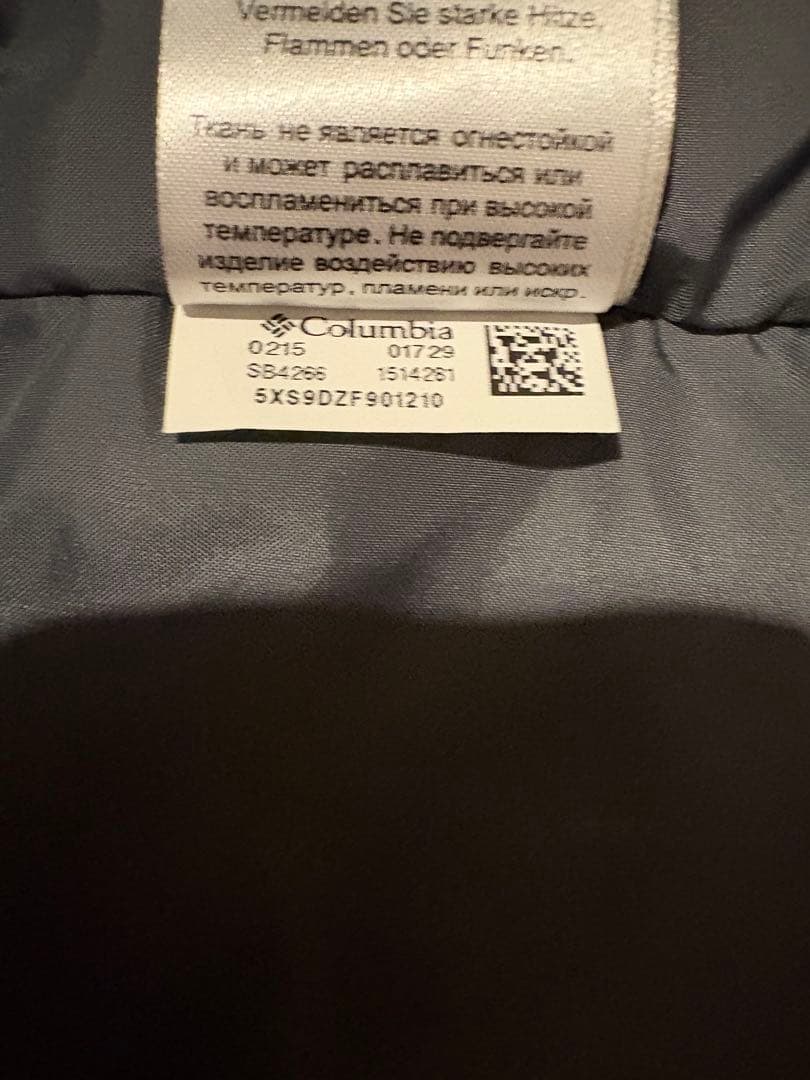 Vermeiden Sie starke Hitze,
Flammen oder Funken.
Ткань не является огнестойкой
и может расплавиться или
воспламениться при высокой
температуре. Не подвергайте
изделие воздействию высоких
температур, пламени или искр.
Columbia
0215 01729
SB4266 1514261
5XS9DZF901210